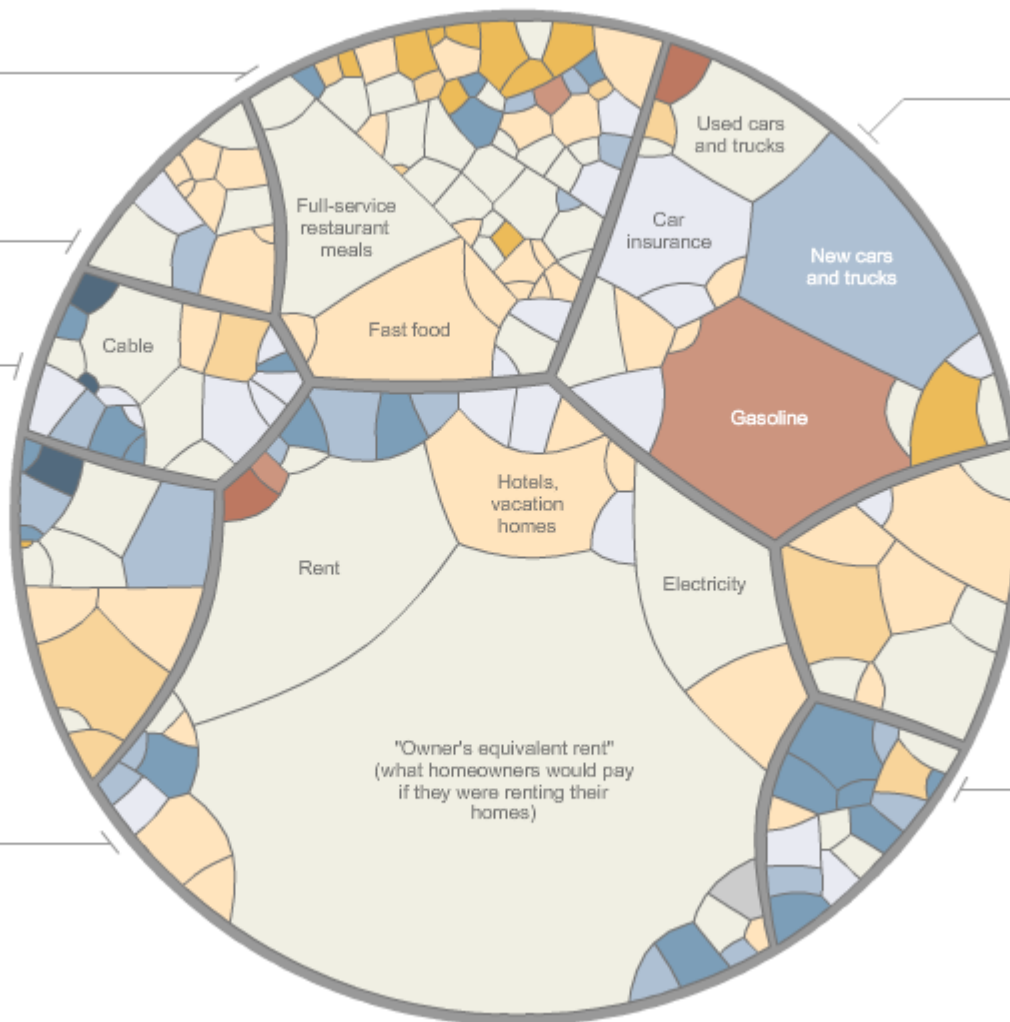 Used cars
and trucks
Full-service
restaurant
meals
Car
insurance
New cars
and trucks
Fast food
Cable
Gasoline
Hotels,
vacation
homes
Rent
Electricity
"Owner's equivalent rent"
(what homeowners would pay
if they were renting their
homes)